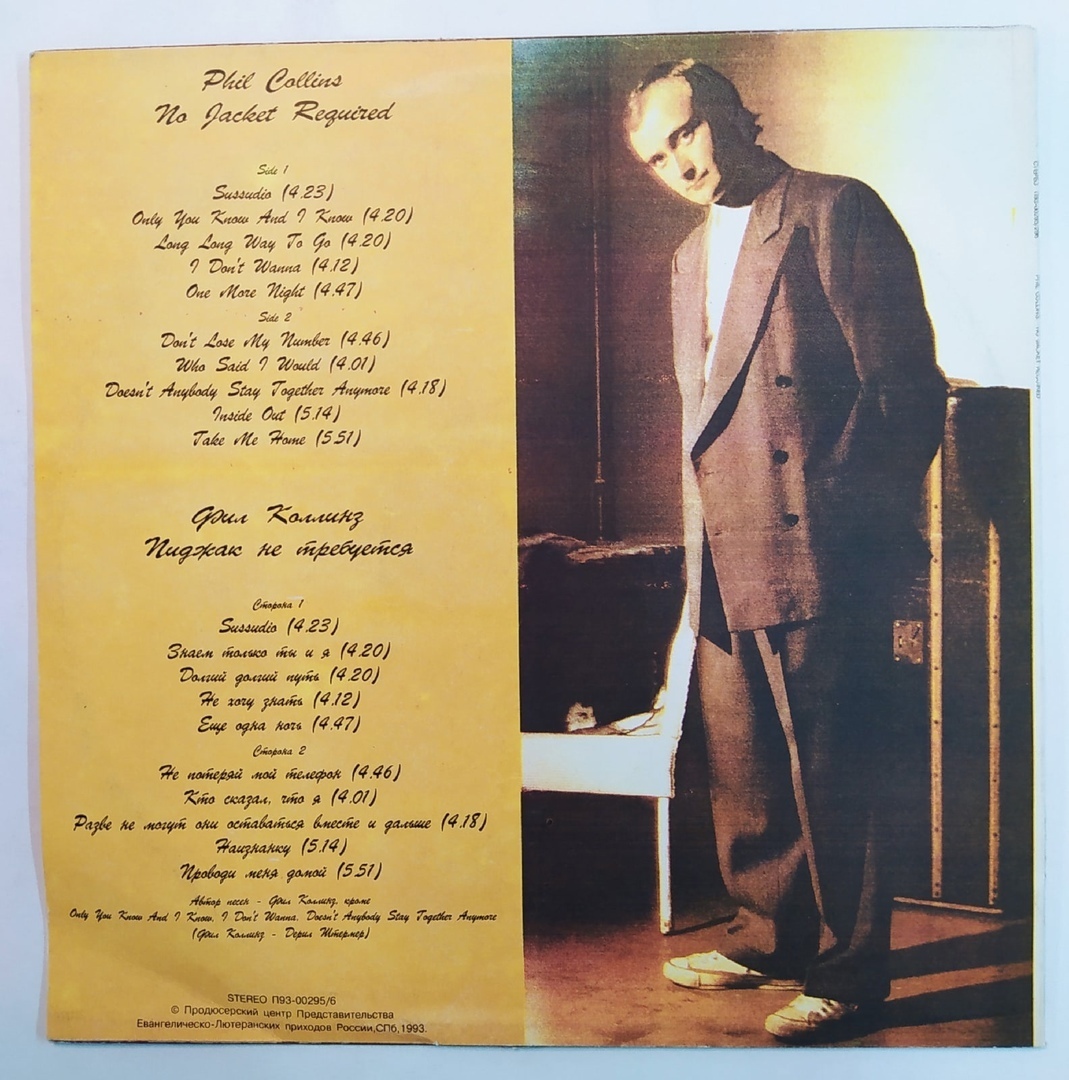 Phil Collins
No Jacket Required
Side 1
Sussudio (4.23)
Only You Know And I Know (4.20)
Long Long Way To Go (4.20)
I Don't Wanna (4.12)
One More Night (4.47)
Side 2
Don't Lose My Number (4.46)
Who Said I Would (4.01)
Doesn't Anybody Stay Together Anymore (4.18)
Inside Out (5.14)
Take Me Home (5.51)
Фил Коллинз
Пиджак не требуется
Сторона 1
Sussudio (4.23)
Знаем только ты и я (4.20)
Долгий долгий путь (4.20)
Не хочу знать (4.12)
Еще одна ночь (4.47)
Сторона 2
Не потеряй мой телефон (4.46)
Кто сказал, что я (4.01)
Разве не могут они оставаться вместе и дальше (4.18)
Наизнанку (5.14)
Проводи меня домой (5.51)
Автор песен - Фил Коллинз, кроме
Only You Know And I Know, I Don't Wanna, Doesn't Anybody Stay Together Anymore
(Фил Коллинз - Дерил Штермер)
STEREO П93-00295/6
© Продюсерский центр Представительства
Евангелическо-Лютеранских приходов России,СПб,1993.